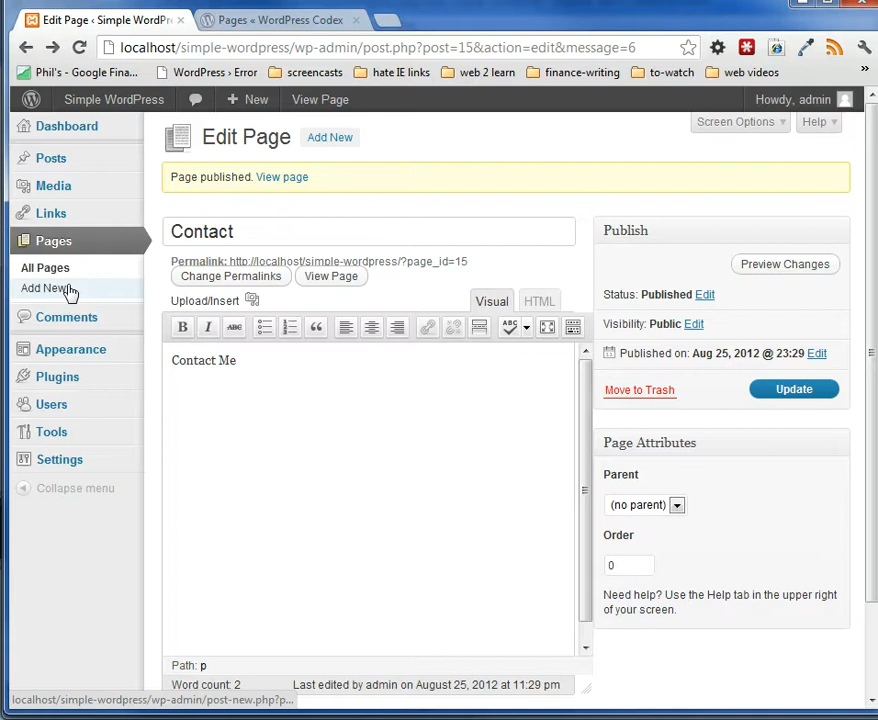 Edit Page ‹ Simple WordPr
Pages « WordPress Codex
localhost/simple-wordpress/wp-admin/post.php?post=15&action=edit&message=6
Phil's - Google Fina...
WordPress › Error
screencasts
hate IE links
web 2 learn
finance-writing
to-watch
web videos
»
Simple WordPress
+ New
View Page
Howdy, admin
Dashboard
Posts
Media
Links
Pages
All Pages
Add New
Comments
Appearance
Plugins
Users
Tools
Settings
Collapse menu
Screen Options
Help
Edit Page
Add New
Page published. View page
Contact
Permalink: http://localhost/simple-wordpress/?page_id=15
Change Permalinks
View Page
Upload/Insert
Visual
HTML
B I ABC
ABC
Contact Me
Path: p
Word count: 2
Last edited by admin on August 25, 2012 at 11:29 pm
Publish
Preview Changes
Status: Published Edit
Visibility: Public Edit
Published on: Aug 25, 2012 @ 23:29 Edit
Move to Trash
Update
Page Attributes
Parent
(no parent)
Order
0
Need help? Use the Help tab in the upper right
of your screen.
localhost/simple-wordpress/wp-admin/post-new.php?p...